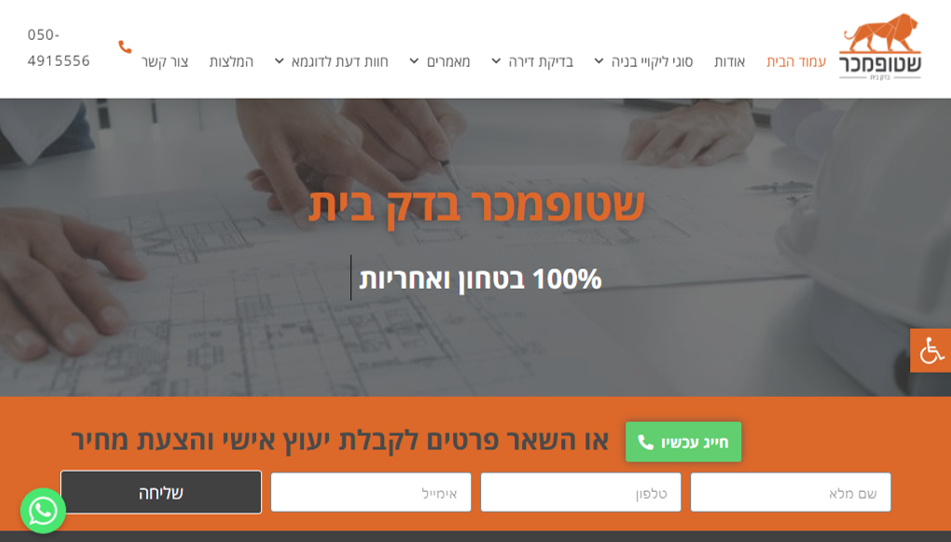 שטופמכר
בדק בית
עמוד הבית
אודות
סוגי ליקויי בניה
בדיקת דירה
מאמרים
חוות דעת לדוגמא
המלצות
צור קשר
050-
4915556
שטופמכר בדק בית
100% בטחון ואחריות
חייג עכשיו
או השאר פרטים לקבלת יעוץ אישי והצעת מחיר
שם מלא
טלפון
אימייל
שליחה